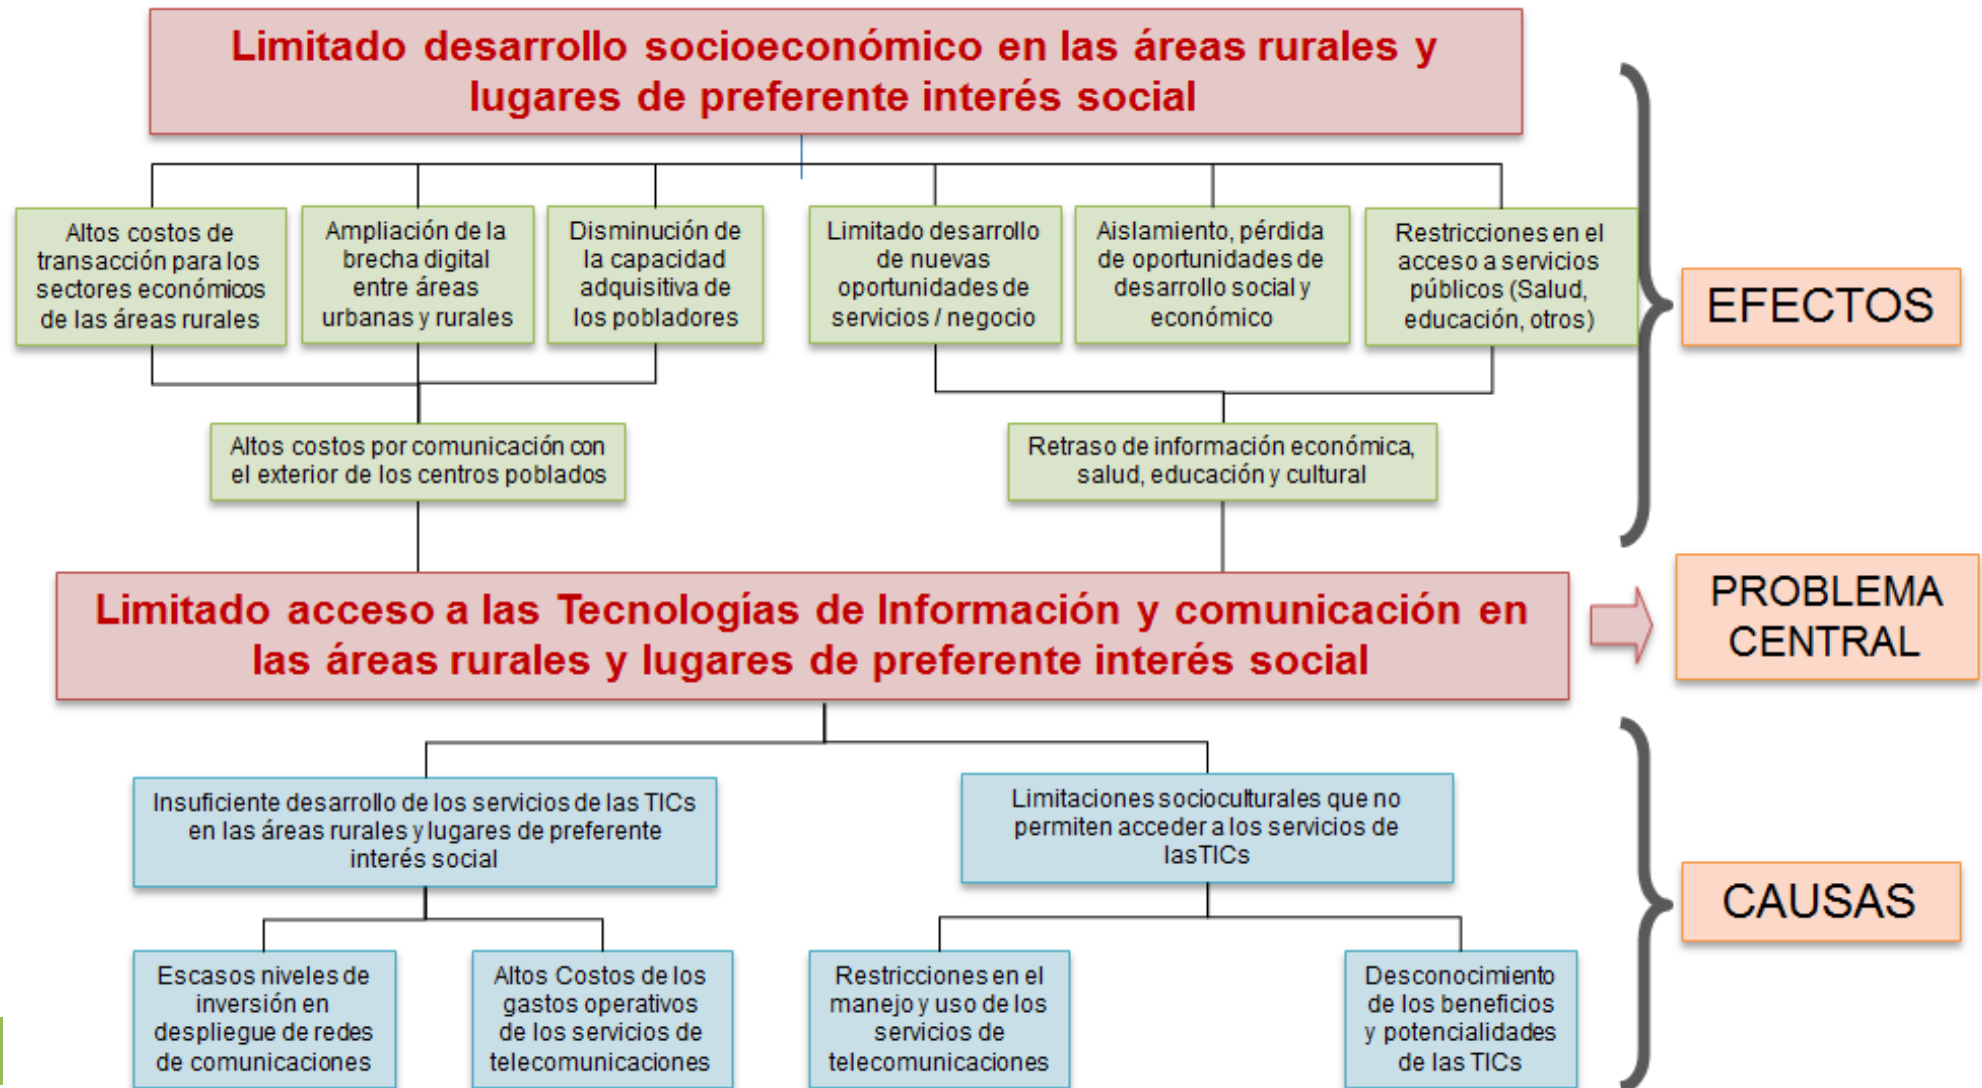 Limitado desarrollo socioeconómico en las áreas rurales y
lugares de preferente interés social
Altos costos de
transacción para los
sectores económicos
de las áreas rurales
Ampliación de la
brecha digital
entre áreas
urbanas y rurales
Disminución de
la capacidad
adquisitiva de
los pobladores
Limitado desarrollo
de nuevas
oportunidades de
servicios / negocio
Aislamiento, pérdida
de oportunidades de
desarrollo social y
económico
Restricciones en el
acceso a servicios
públicos (Salud,
educación, otros)
EFECTOS
Altos costos por comunicación con
el exterior de los centros poblados
Retraso de información económica,
salud, educación y cultural
Limitado acceso a las Tecnologías de Información y comunicación en
las áreas rurales y lugares de preferente interés social
PROBLEMA
CENTRAL
Insuficiente desarrollo de los servicios de las TICs
en las áreas rurales y lugares de preferente
interés social
Limitaciones socioculturales que no
permiten acceder a los servicios de
lasTICs
CAUSAS
Escasos niveles de
inversión en
despliegue de redes
de comunicaciones
Altos Costos de los
gastos operativos
de los servicios de
telecomunicaciones
Restricciones en el
manejo y uso de los
servicios de
telecomunicaciones
Desconocimiento
de los beneficios
y potencialidades
de las TICs